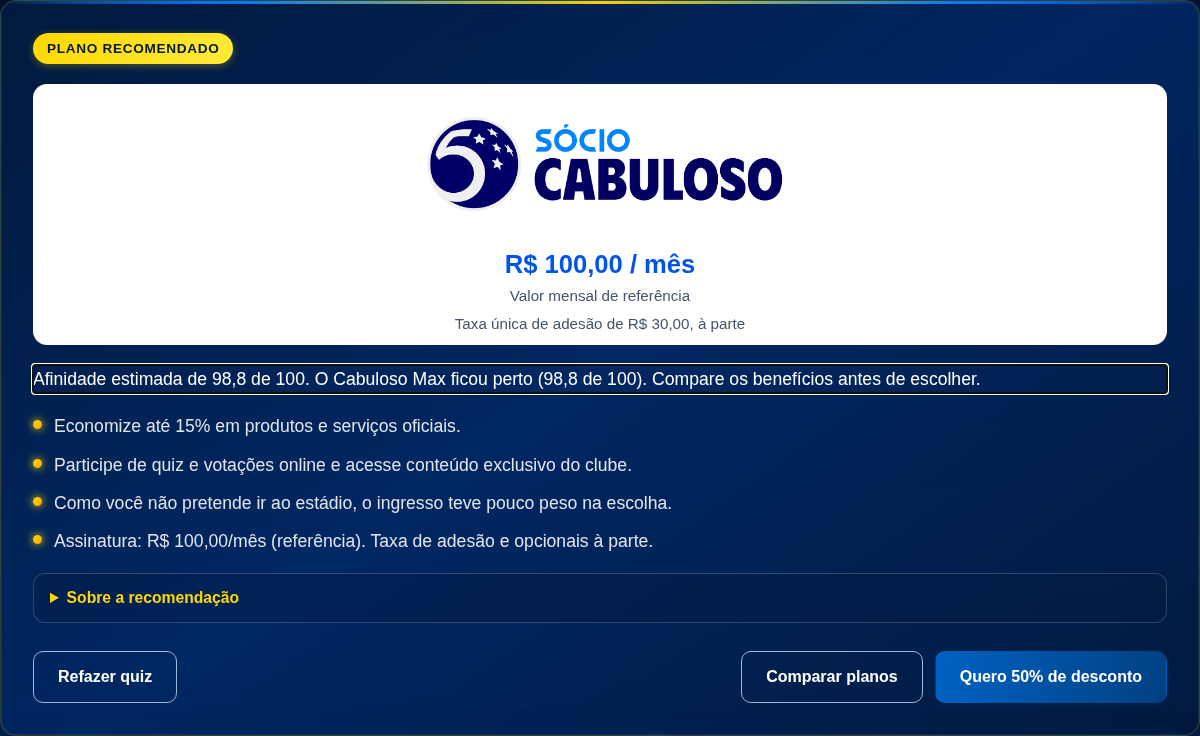 PLANO RECOMENDADO
SÓCIO
CABULOSO
R$ 100,00 / mês
Valor mensal de referência
Taxa única de adesão de R$ 30,00, à parte
Afinidade estimada de 98,8 de 100. O Cabuloso Max ficou perto (98,8 de 100). Compare os benefícios antes de escolher.
Economize até 15% em produtos e serviços oficiais.
Participe de quiz e votações online e acesse conteúdo exclusivo do clube.
Como você não pretende ir ao estádio, o ingresso teve pouco peso na escolha.
Assinatura: R$ 100,00/mês (referência). Taxa de adesão e opcionais à parte.
Sobre a recomendação
Refazer quiz
Comparar planos
Quero 50% de desconto